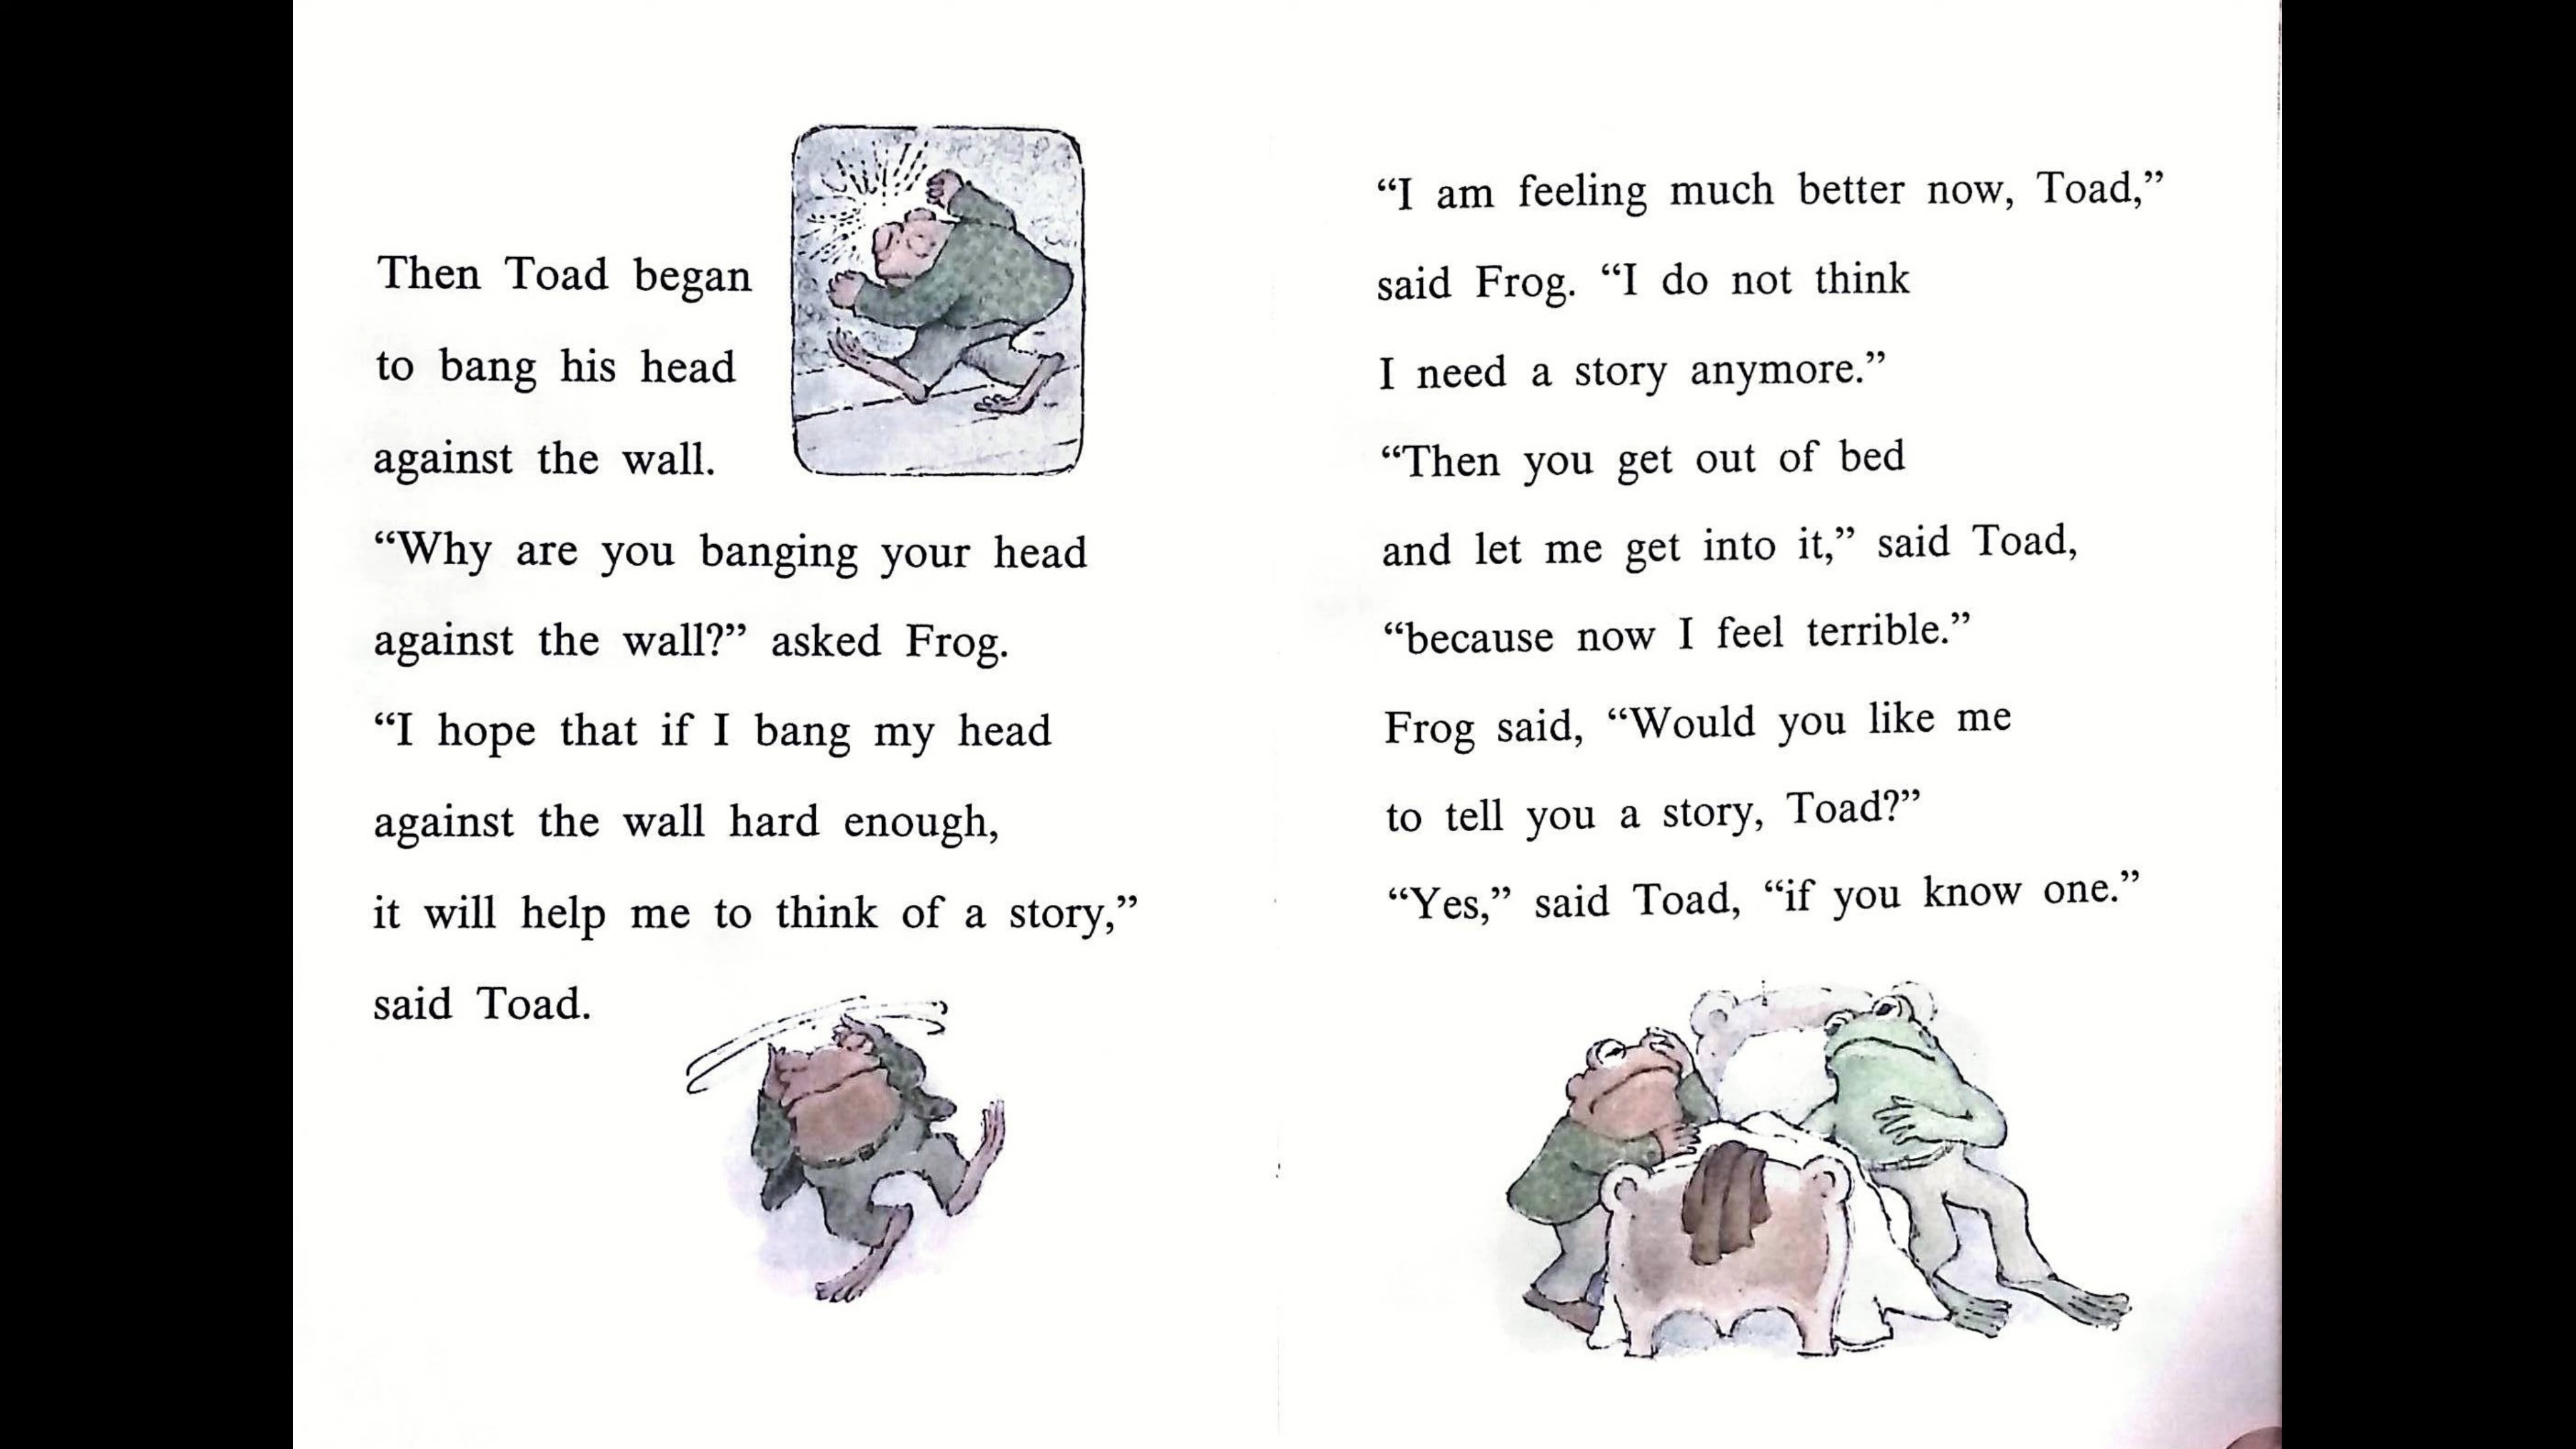 Then Toad began
to bang his head
against the wall.
“Why are you banging your head
against the wall?” asked Frog.
“I hope that if I bang my head
against the wall hard enough,
it will help me to think of a story,”
said Toad.
“I am feeling much better now, Toad,”
said Frog. “I do not think
I need a story anymore.”
“Then you get out of bed
and let me get into it,” said Toad,
“because now I feel terrible.”
Frog said, “Would you like me
to tell you a story, Toad?”
“Yes,” said Toad, “if you know one.”